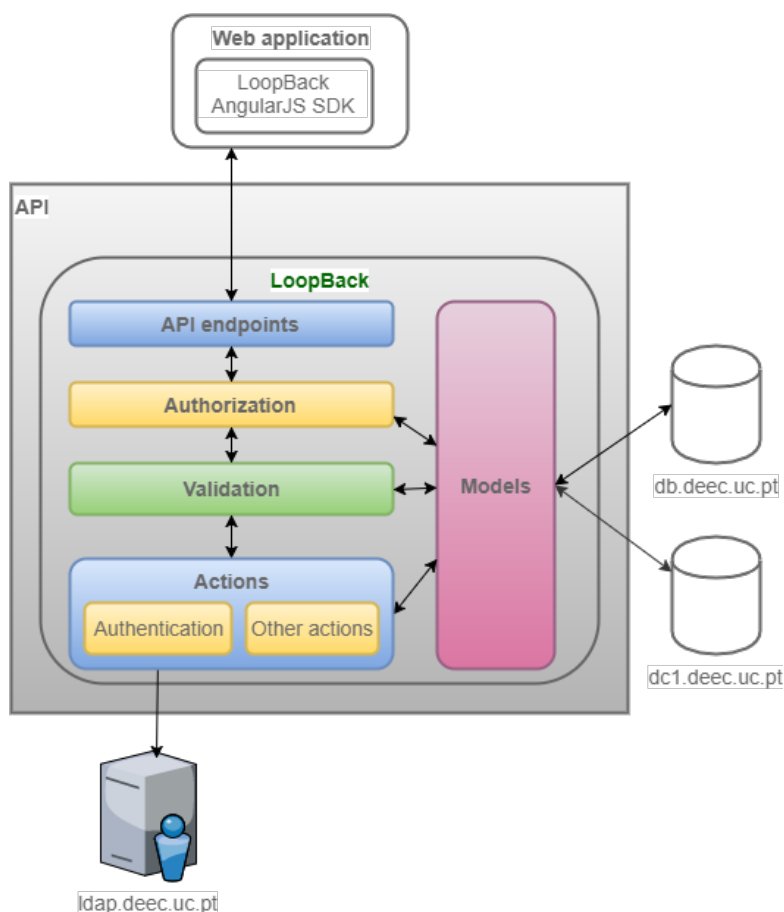 Web application
LoopBack
AngularJS SDK
API
LoopBack
API endpoints
Authorization
Validation
Models
Actions
Authentication
Other actions
db.deec.uc.pt
dc1.deec.uc.pt
ldap.deec.uc.pt